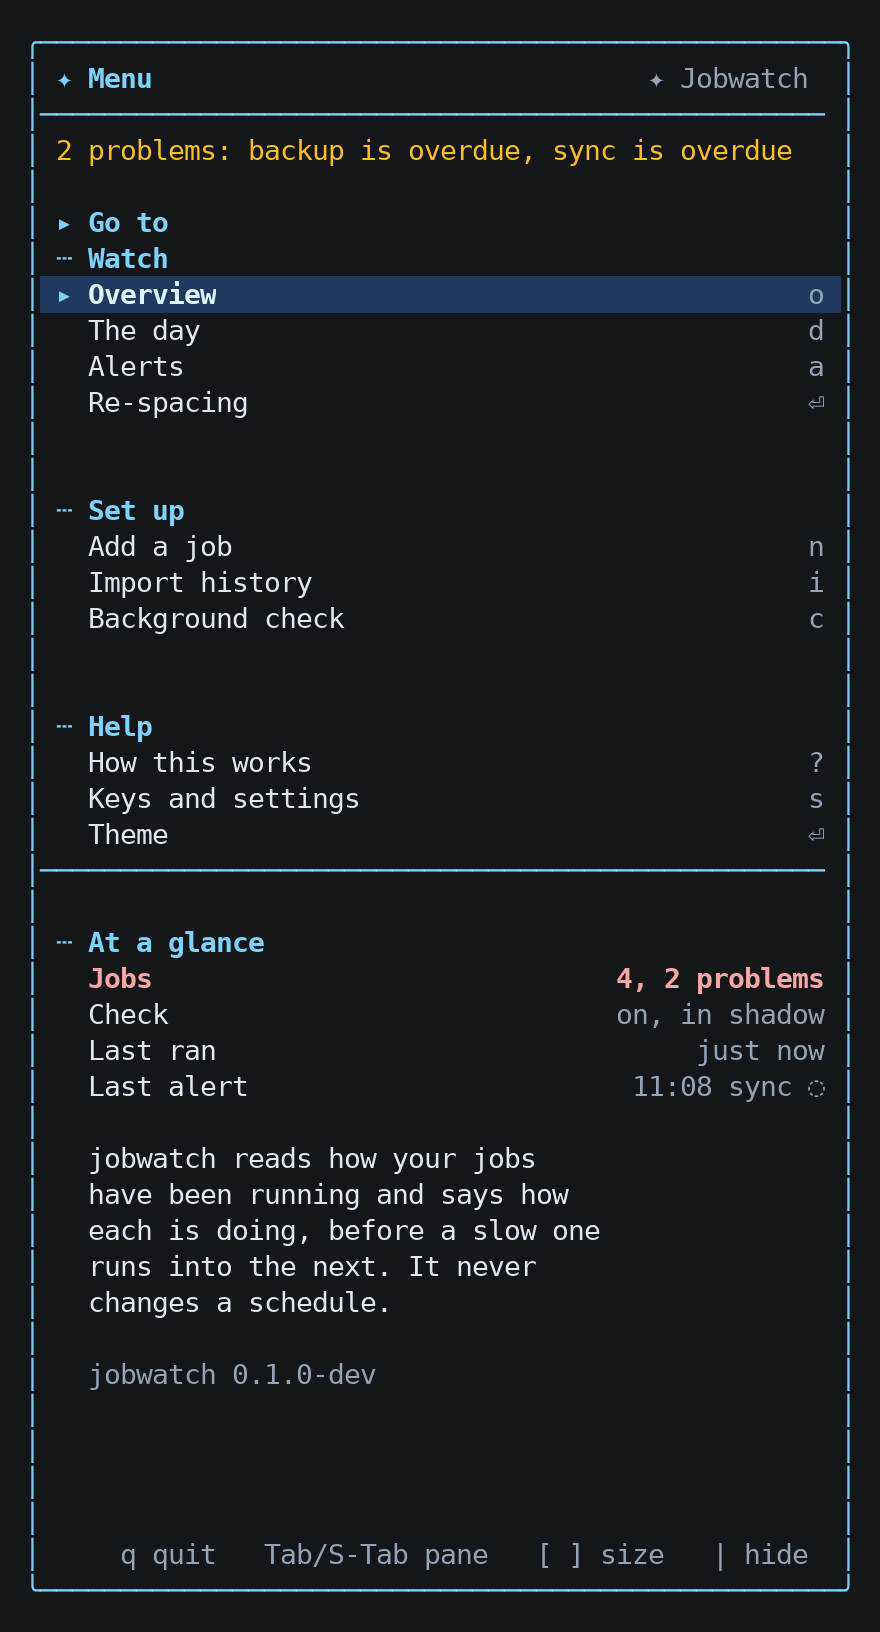 ✦ Menu ✦ Jobwatch
2 problems: backup is overdue, sync is overdue
▸ Go to
┄ Watch
▸ Overview o
The day d
Alerts a
Re-spacing ⏎
┄ Set up
Add a job n
Import history i
Background check c
┄ Help
How this works ?
Keys and settings s
Theme ⏎
┄ At a glance
Jobs 4, 2 problems
Check on, in shadow
Last ran just now
Last alert 11:08 sync ◌
jobwatch reads how your jobs
have been running and says how
each is doing, before a slow one
runs into the next. It never
changes a schedule.
jobwatch 0.1.0-dev
q quit Tab/S-Tab pane [ ] size | hide